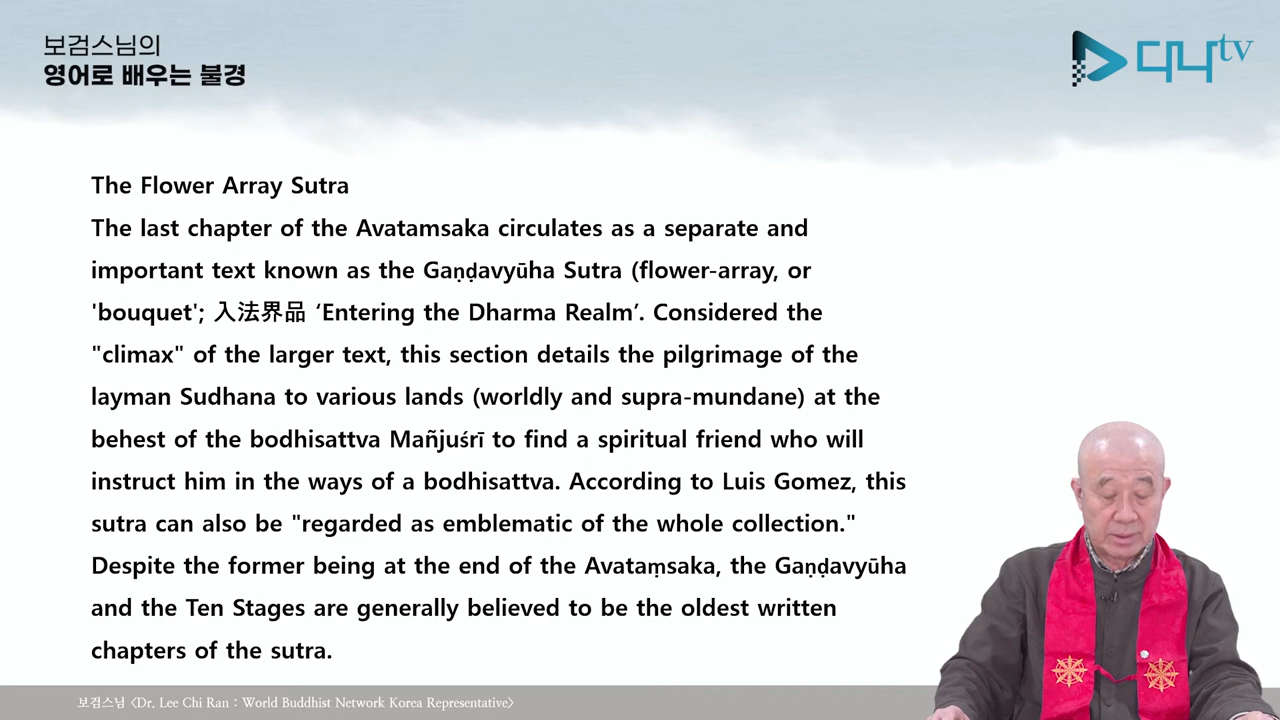 보검스님의
영어로 배우는 불경
다나tv
The Flower Array Sutra
The last chapter of the Avatamsaka circulates as a separate and
important text known as the Gaṇḍavyūha Sutra (flower-array, or
'bouquet'; 入法界品 ‘Entering the Dharma Realm’. Considered the
"climax" of the larger text, this section details the pilgrimage of the
layman Sudhana to various lands (worldly and supra-mundane) at the
behest of the bodhisattva Mañjuśrī to find a spiritual friend who will
instruct him in the ways of a bodhisattva. According to Luis Gomez, this
sutra can also be "regarded as emblematic of the whole collection."
Despite the former being at the end of the Avataṃsaka, the Gaṇḍavyūha
and the Ten Stages are generally believed to be the oldest written
chapters of the sutra.
보검스님 <Dr. Lee Chi Ran : World Buddhist Network Korea Representative>